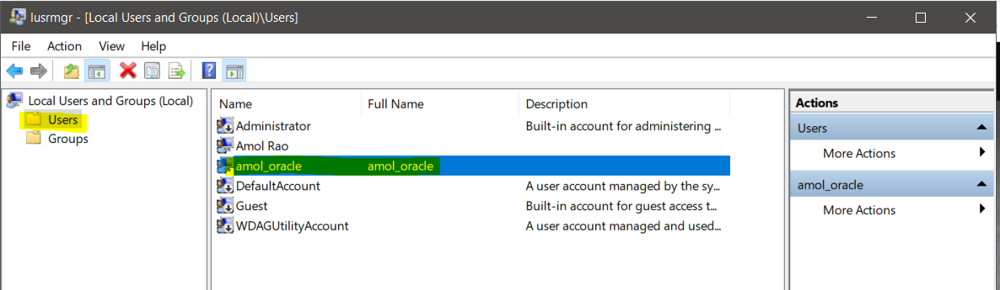 lusrmgr - [Local Users and Groups (Local)\Users]
File Action View Help
Local Users and Groups (Local)
Users
Groups
Name Full Name Description
Administrator Built-in account for administering ...
Amol Rao
amol_oracle amol_oracle
DefaultAccount A user account managed by the sy...
Guest Built-in account for guest access t...
WDAGUtilityAccount A user account managed and used...
Actions
Users
More Actions
amol_oracle
More Actions